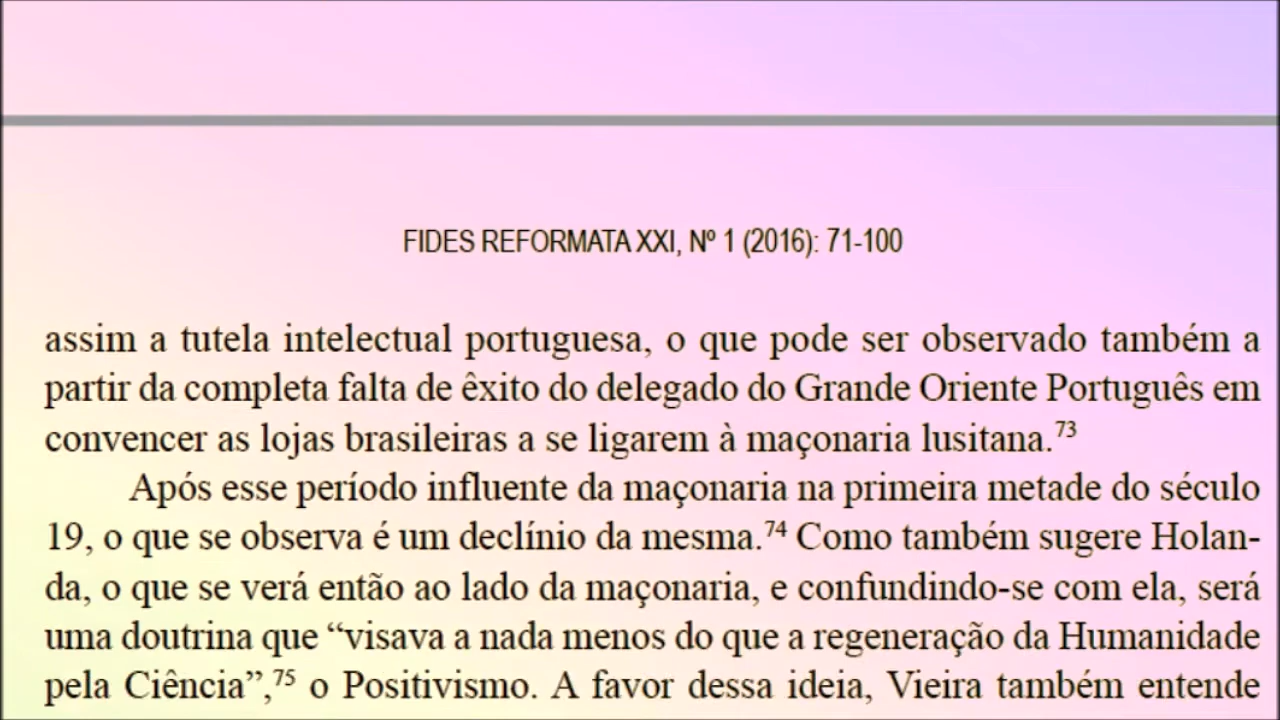 FIDES REFORMATA XXI, Nº 1 (2016): 71-100
assim a tutela intelectual portuguesa, o que pode ser observado também a
partir da completa falta de êxito do delegado do Grande Oriente Português em
convencer as lojas brasileiras a se ligarem à maçonaria lusitana.73
Após esse período influente da maçonaria na primeira metade do século
19, o que se observa é um declínio da mesma.74 Como também sugere Holan-
da, o que se verá então ao lado da maçonaria, e confundindo-se com ela, será
uma doutrina que “visava a nada menos do que a regeneração da Humanidade
pela Ciência”,75 o Positivismo. A favor dessa ideia, Vieira também entende